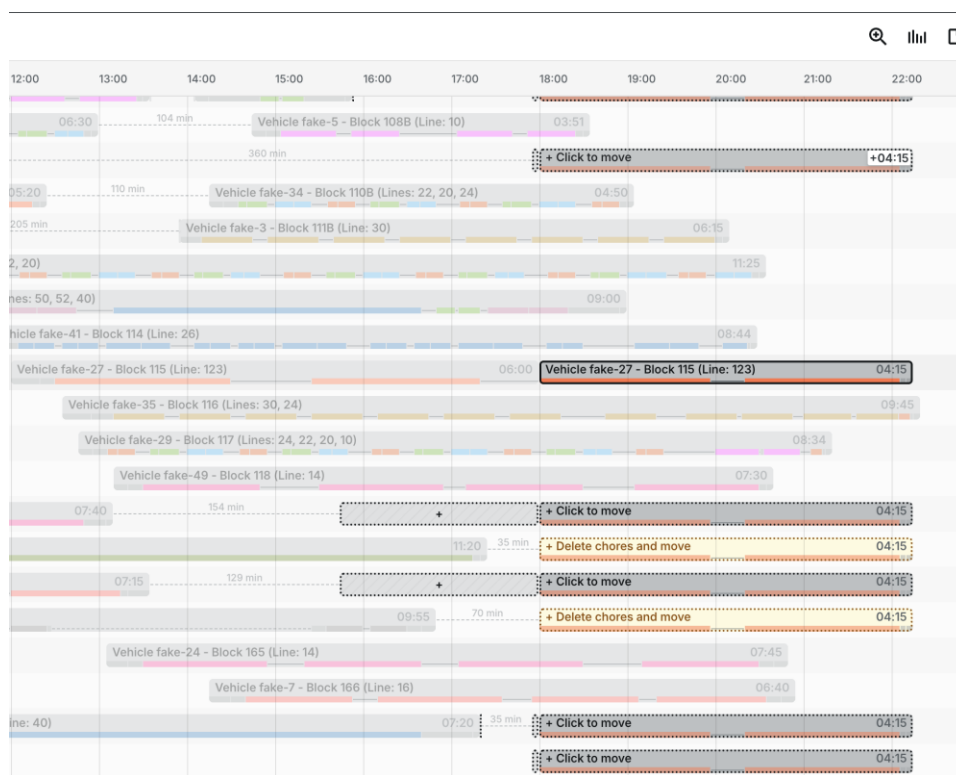 12:00 13:00 14:00 15:00 16:00 17:00 18:00 19:00 20:00 21:00 22:00
06:30 104 min Vehicle fake-5 - Block 108B (Line: 10) 03:51
360 min + Click to move +04:15
05:20 110 min Vehicle fake-34 - Block 110B (Lines: 22, 20, 24) 04:50
205 min Vehicle fake-3 - Block 111B (Line: 30) 06:15
2, 20) 11:25
nes: 50, 52, 40) 09:00
hicle fake-41 - Block 114 (Line: 26) 08:44
Vehicle fake-27 - Block 115 (Line: 123) 06:00 Vehicle fake-27 - Block 115 (Line: 123) 04:15
Vehicle fake-35 - Block 116 (Lines: 30, 24) 09:45
Vehicle fake-29 - Block 117 (Lines: 24, 22, 20, 10) 08:34
Vehicle fake-49 - Block 118 (Line: 14) 07:30
07:40 154 min + + Click to move 04:15
11:20 35 min + Delete chores and move 04:15
07:15 129 min + + Click to move 04:15
09:55 70 min + Delete chores and move 04:15
Vehicle fake-24 - Block 165 (Line: 14) 07:45
Vehicle fake-7 - Block 166 (Line: 16) 06:40
ine: 40) 07:20 35 min + Click to move 04:15
+ Click to move 04:15